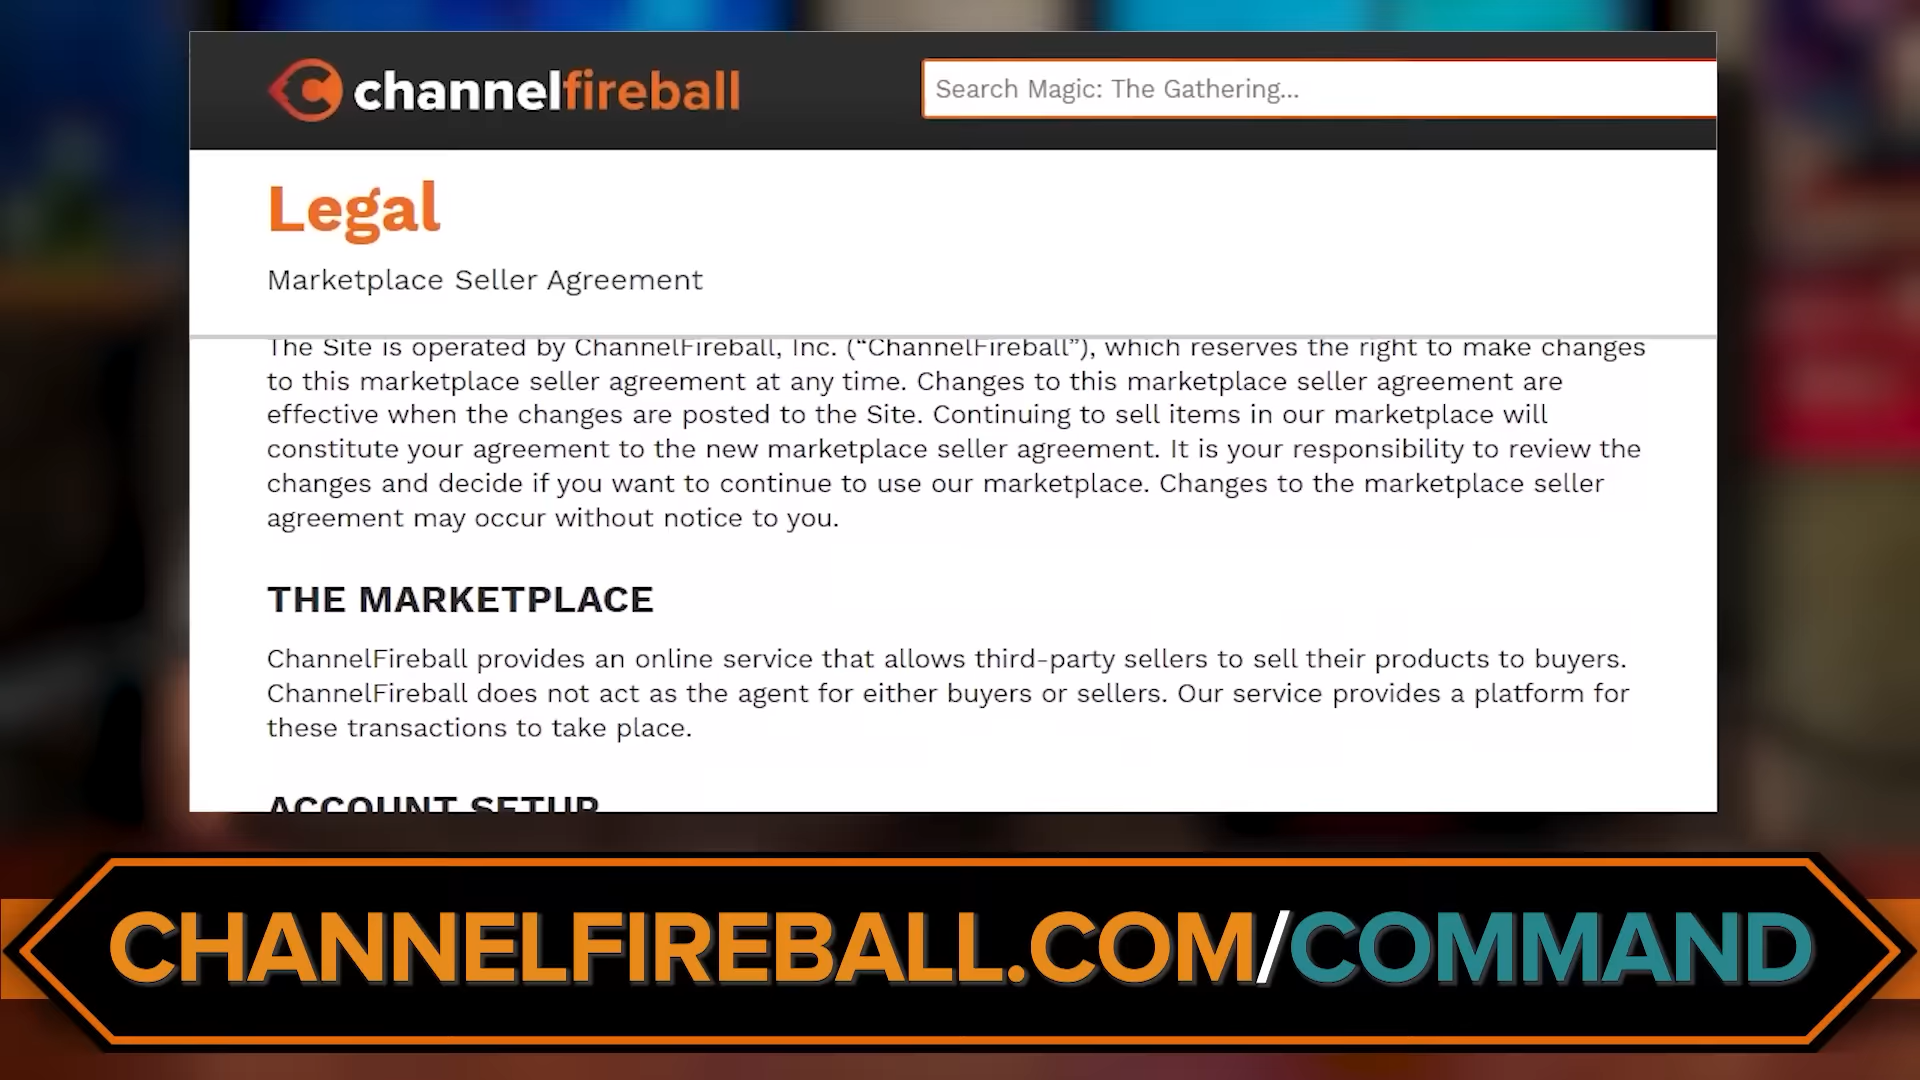 channelfireball
Search Magic: The Gathering...
Legal
Marketplace Seller Agreement
The Site is operated by ChannelFireball, Inc. (“ChannelFireball”), which reserves the right to make changes
to this marketplace seller agreement at any time. Changes to this marketplace seller agreement are
effective when the changes are posted to the Site. Continuing to sell items in our marketplace will
constitute your agreement to the new marketplace seller agreement. It is your responsibility to review the
changes and decide if you want to continue to use our marketplace. Changes to the marketplace seller
agreement may occur without notice to you.
THE MARKETPLACE
ChannelFireball provides an online service that allows third-party sellers to sell their products to buyers.
ChannelFireball does not act as the agent for either buyers or sellers. Our service provides a platform for
these transactions to take place.
ACCOUNT SETUP
CHANNELFIREBALL.COM/COMMAND